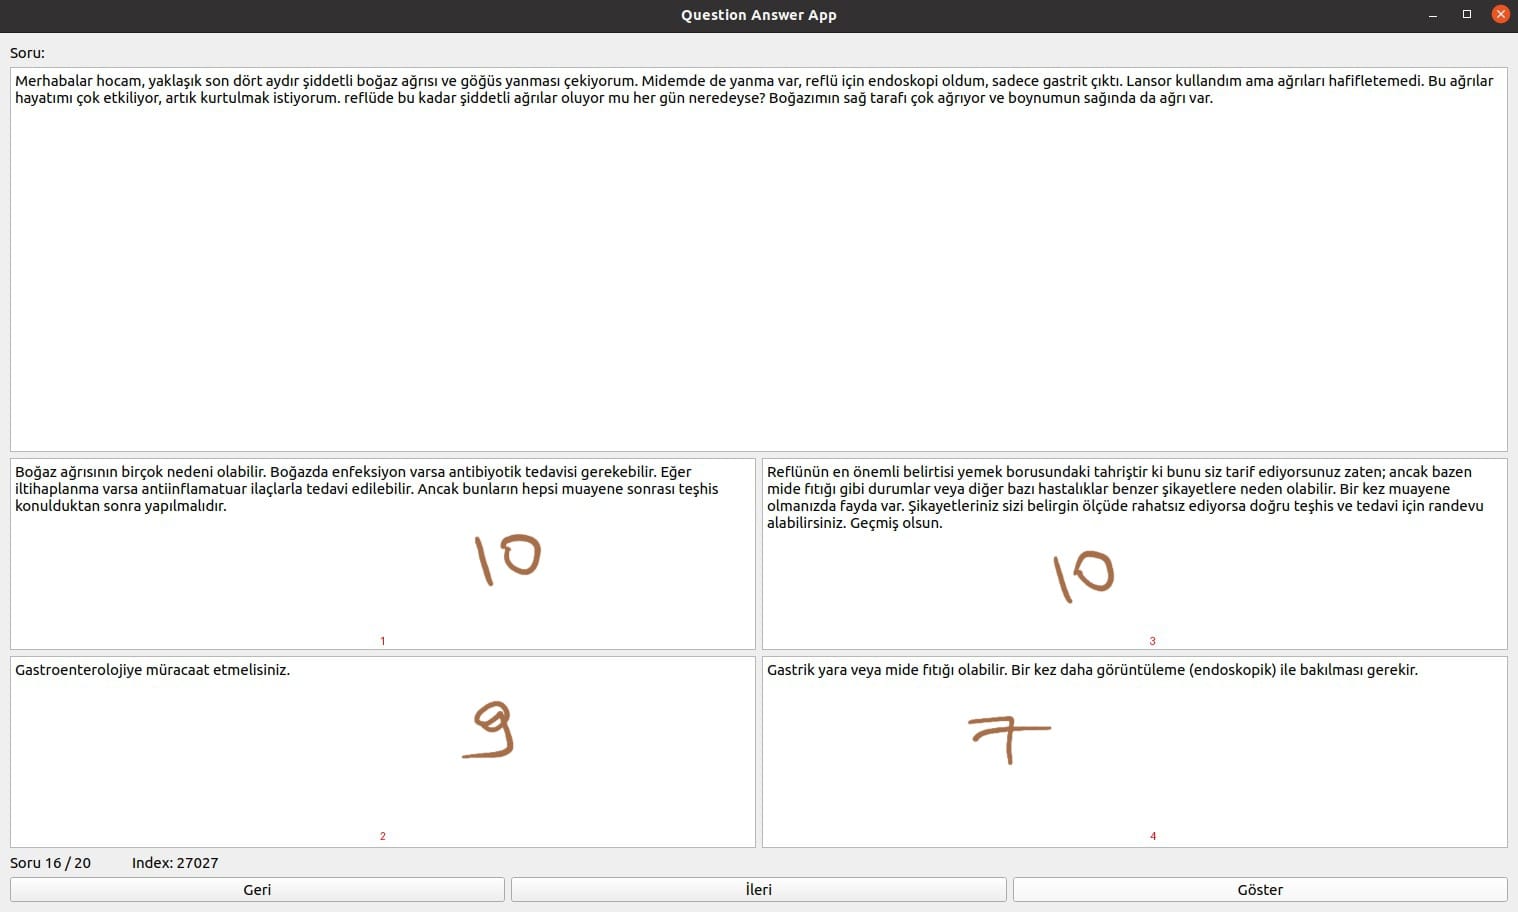 Question Answer App
Soru:
Merhabalar hocam, yaklaşık son dört aydır şiddetli boğaz ağrısı ve göğüs yanması çekiyorum. Midemde de yanma var, reflü için endoskopi oldum, sadece gastrit çıktı. Lansor kullandım ama ağrıları hafifletemedi. Bu ağrılar
hayatımı çok etkiliyor, artık kurtulmak istiyorum. reflüde bu kadar şiddetli ağrılar oluyor mu her gün neredeyse? Boğazımın sağ tarafı çok ağrıyor ve boynumun sağında da ağrı var.
Boğaz ağrısının birçok nedeni olabilir. Boğazda enfeksiyon varsa antibiyotik tedavisi gerekebilir. Eğer
iltihaplanma varsa antiinflamatuar ilaçlarla tedavi edilebilir. Ancak bunların hepsi muayene sonrası teşhis
konulduktan sonra yapılmalıdır.
10
1
Reflünün en önemli belirtisi yemek borusundaki tahriştir ki bunu siz tarif ediyorsunuz zaten; ancak bazen
mide fıtığı gibi durumlar veya diğer bazı hastalıklar benzer şikayetlere neden olabilir. Bir kez muayene
olmanızda fayda var. Şikayetleriniz sizi belirgin ölçüde rahatsız ediyorsa doğru teşhis ve tedavi için randevu
alabilirsiniz. Geçmiş olsun.
10
3
Gastroenterolojiye müracaat etmelisiniz.
9
2
Gastrik yara veya mide fıtığı olabilir. Bir kez daha görüntüleme (endoskopik) ile bakılması gerekir.
7
4
Soru 16 / 20 Index: 27027
Geri İleri Göster